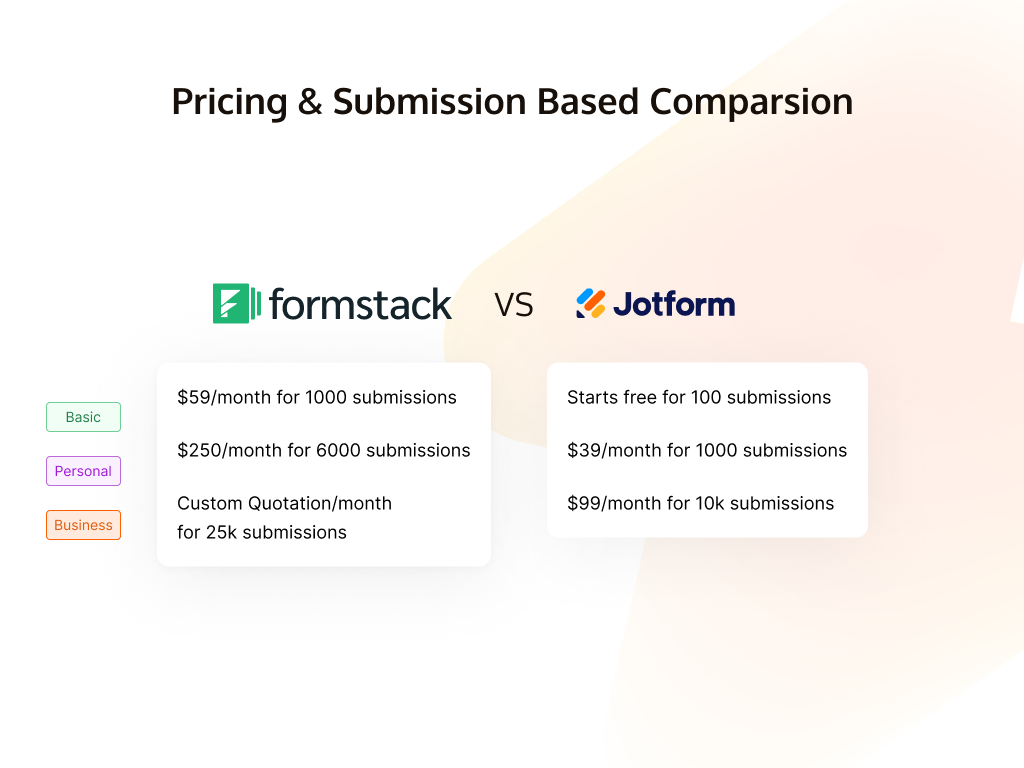 Pricing & Submission Based Comparsion
formstack
VS
Jotform
Basic
Personal
Business
$59/month for 1000 submissions
$250/month for 6000 submissions
Custom Quotation/month
for 25k submissions
Starts free for 100 submissions
$39/month for 1000 submissions
$99/month for 10k submissions